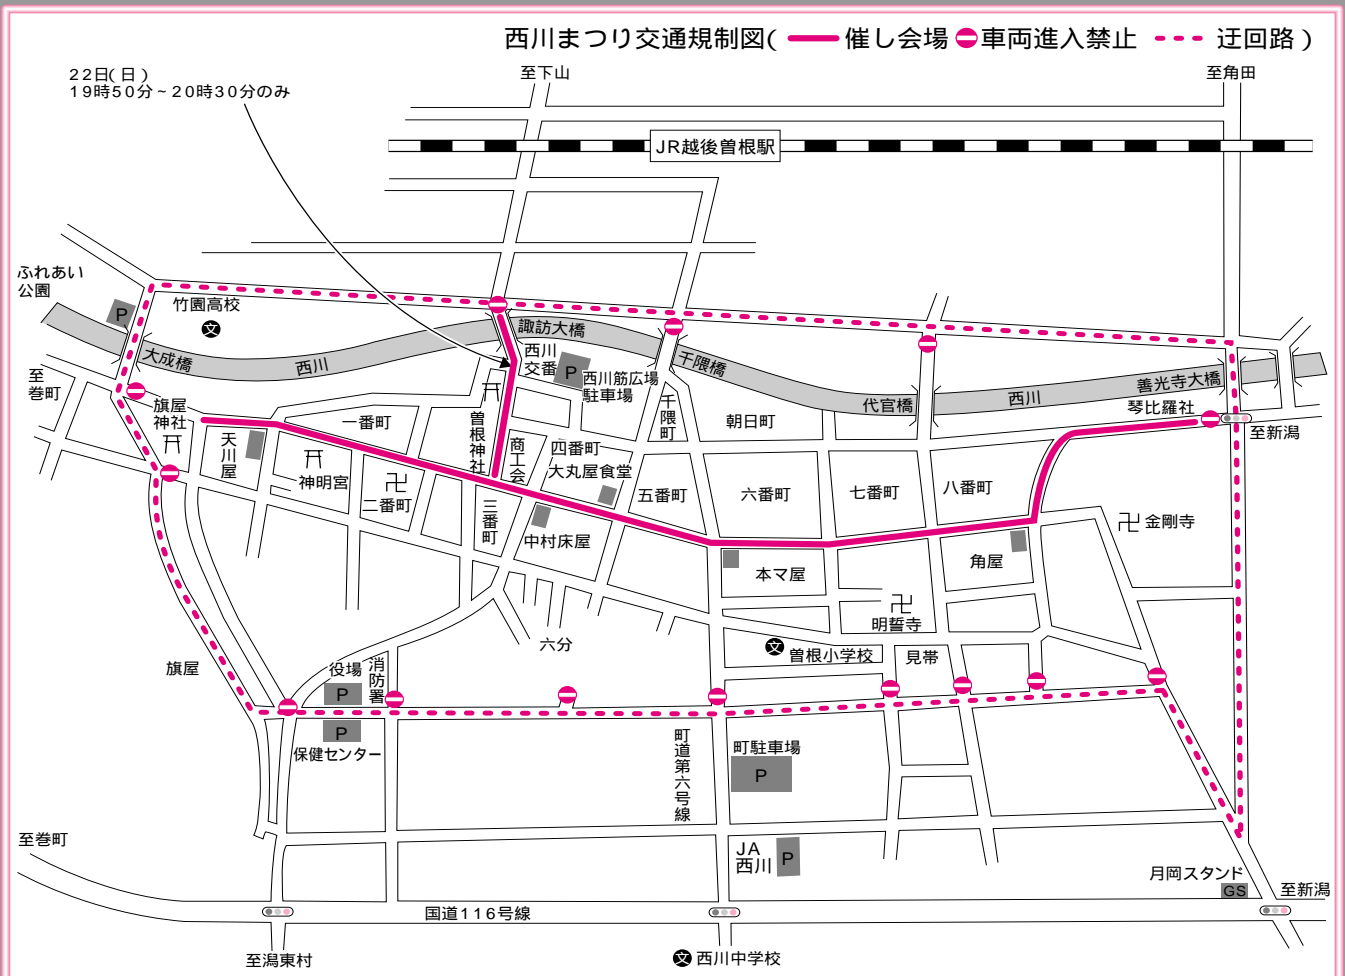 西川まつり交通規制図( 催し会場 車両進入禁止 迂回路 )
22日(日)
19時50分~20時30分のみ
至下山
至角田
JR越後曽根駅
ふれあい
公園
P
竹園高校
文
大成橋
西川
諏訪大橋
西川
交番
P
西川筋広場
駐車場
千隈橋
千隈町
代官橋
西川
善光寺大橋
琴比羅社
至新潟
至
巻町
旗屋
神社
天川屋
一番町
神明宮
二番町
曽根神社
商工会
四番町
大丸屋食堂
三番町
中村床屋
五番町
朝日町
六番町
七番町
八番町
金剛寺
角屋
本マ屋
明誓寺
文
曽根小学校
見帯
六分
旗屋
役場
P
消防署
P
保健センター
町道第六号線
町駐車場
P
JA
西川
P
至巻町
月岡スタンド
GS
至新潟
国道116号線
至潟東村
文
西川中学校